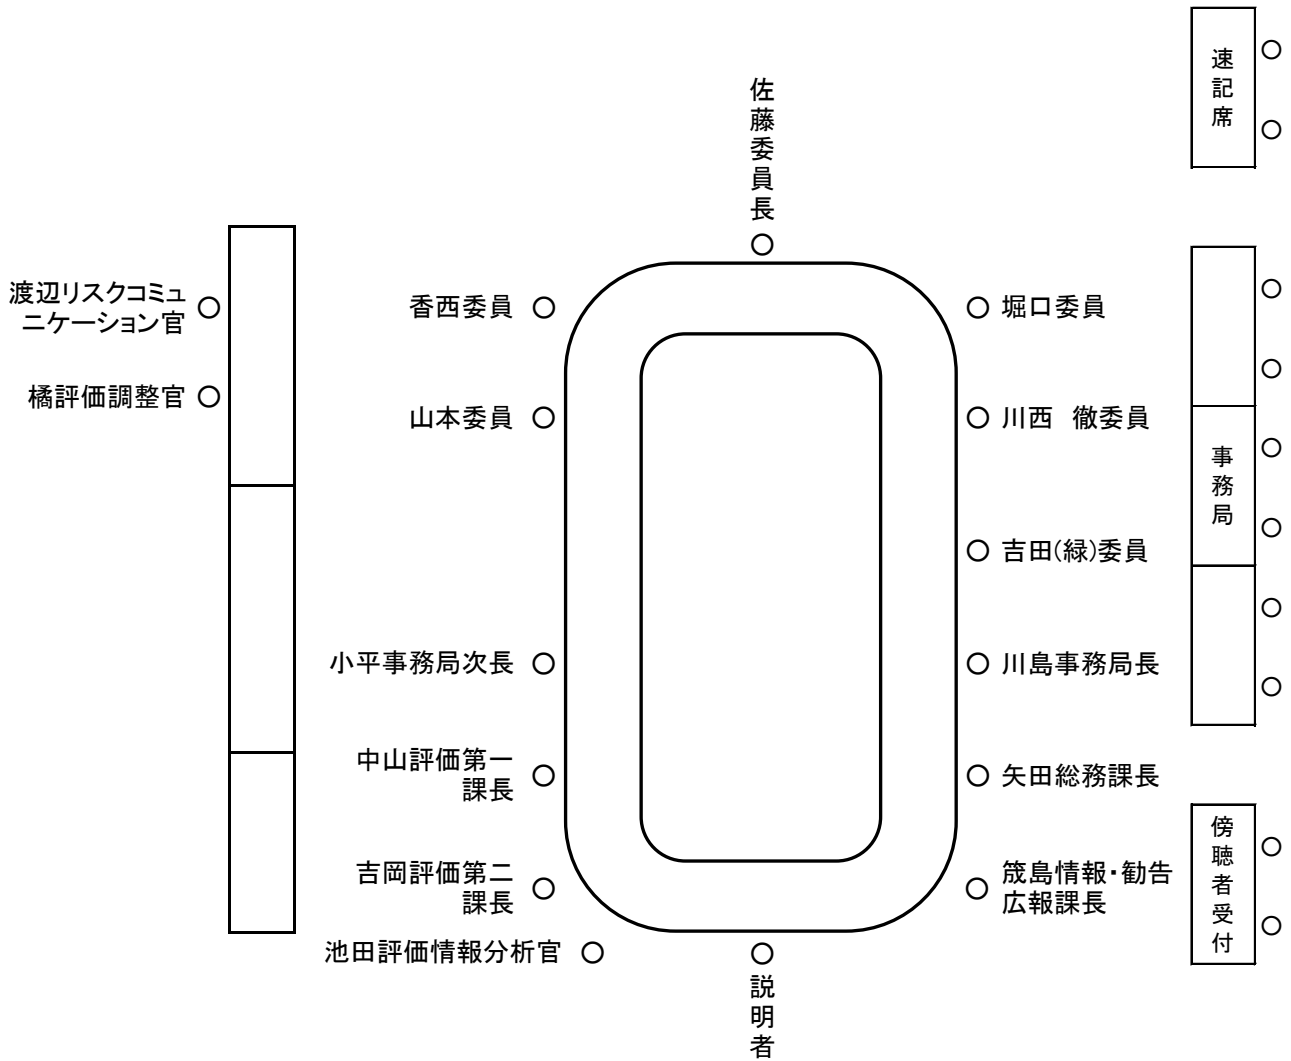 速記席
佐藤委員長
渡辺リスクコミュ
ニケーション官
香西委員
堀口委員
橘評価調整官
山本委員
川西　徹委員
事務局
吉田(緑)委員
小平事務局次長
川島事務局長
中山評価第一
課長
矢田総務課長
吉岡評価第二
課長
筬島情報・勧告
広報課長
傍聴者受付
池田評価情報分析官
説明者